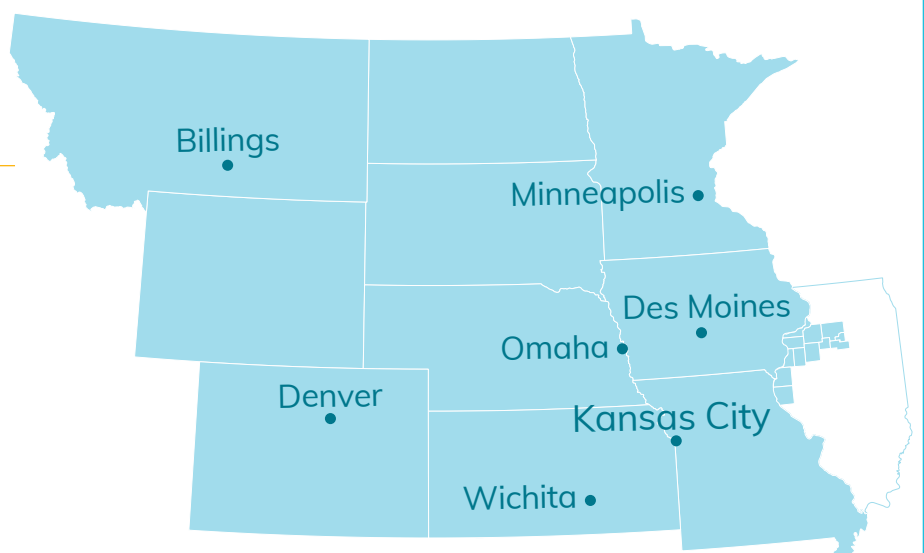 Billings
Minneapolis
Des Moines
Omaha
Denver
Kansas City
Wichita